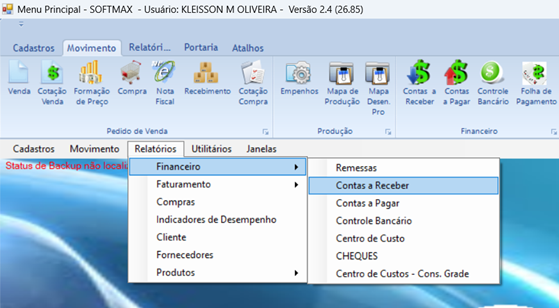 Menu Principal - SOFTMAX - Usuário: KLEISSON M OLIVEIRA - Versão 2.4 (26.85)
Cadastros Movimento Relatóri... Portaria Atalhos
Venda Cotação Venda Formação de Preço Compra Nota Fiscal Recebimento Cotação Compra Empenhos Mapa de Produção Mapa Desen. Pro Contas a Receber Contas a Pagar Controle Bancário Folha de Pagamento
Pedido de Venda Produção Financeiro
Cadastros Movimento Relatórios Utilitários Janelas
Status de Backup não locali
Financeiro
Faturamento
Compras
Indicadores de Desempenho
Cliente
Fornecedores
Produtos
Remessas
Contas a Receber
Contas a Pagar
Controle Bancário
Centro de Custo
CHEQUES
Centro de Custos - Cons. Grade